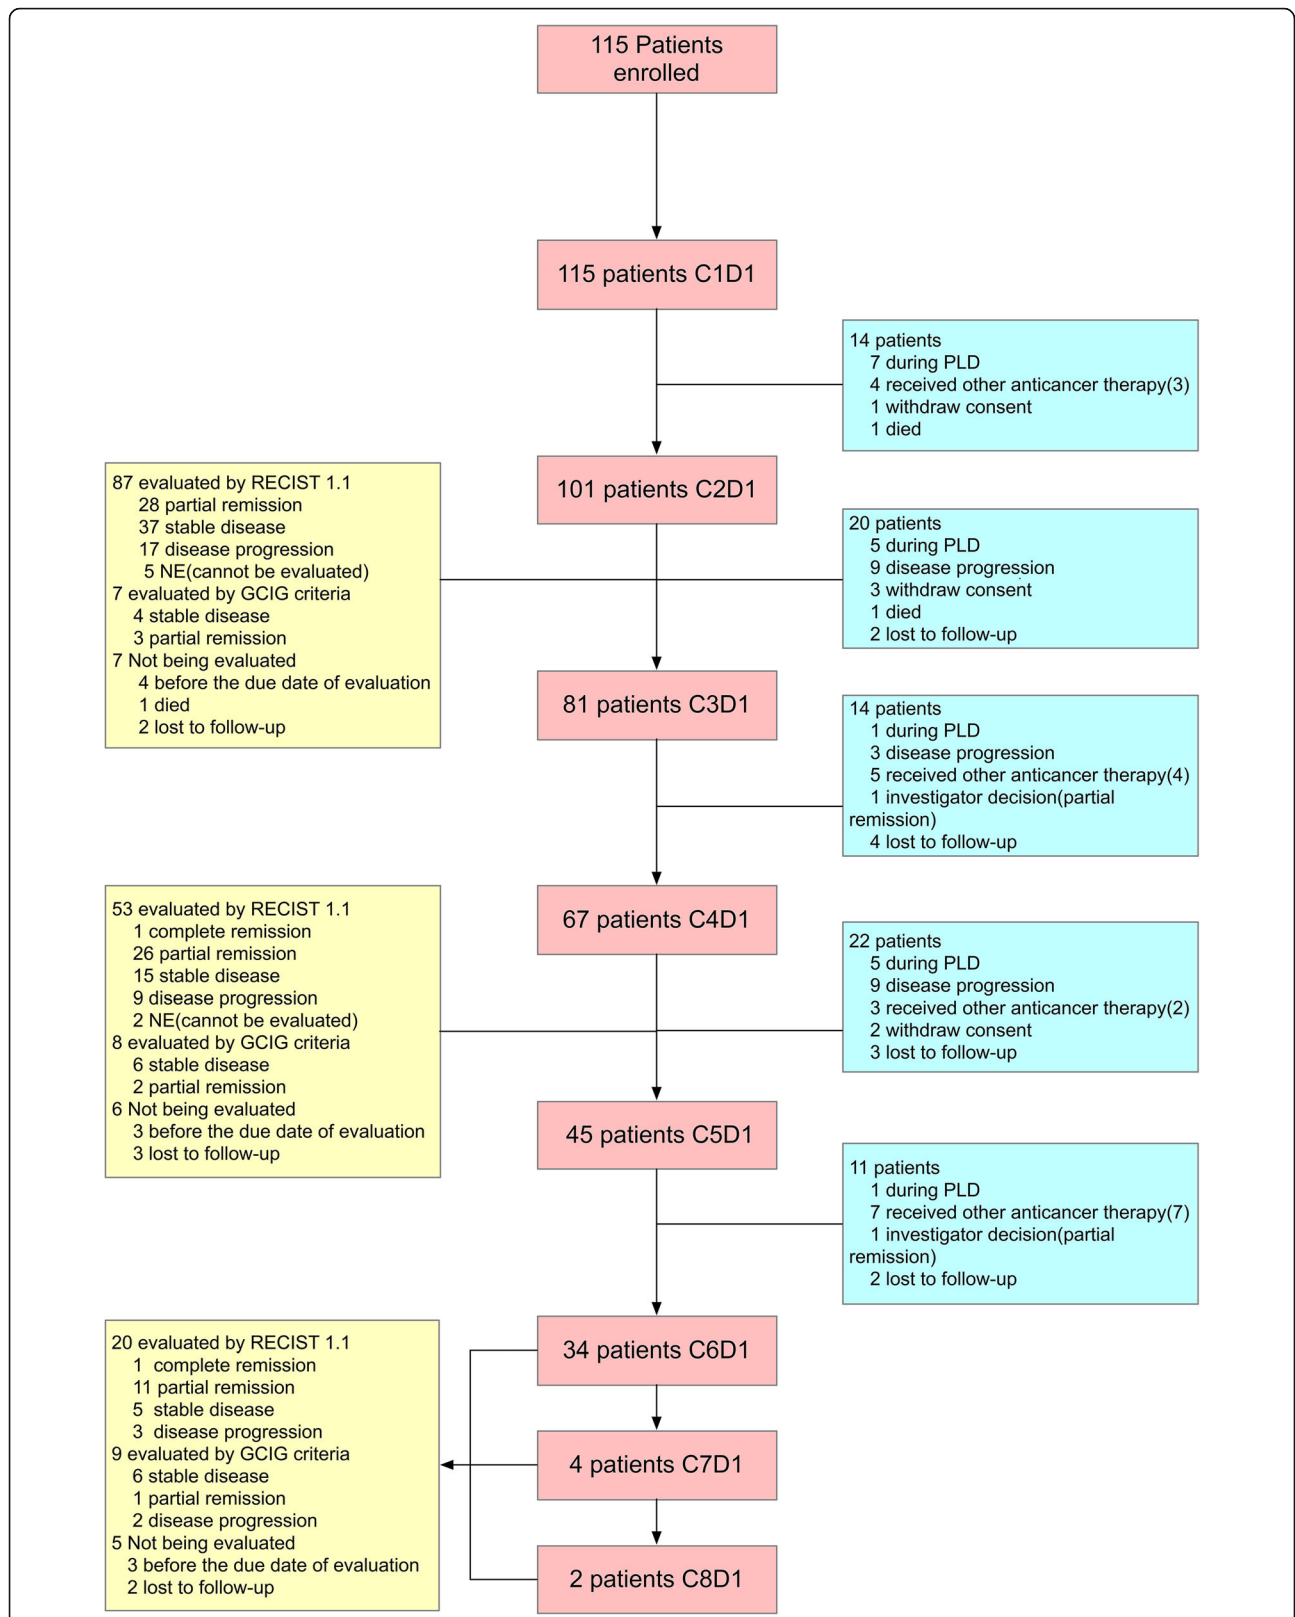 115 Patients
enrolled
115 patients C1D1
14 patients
7 during PLD
4 received other anticancer therapy(3)
1 withdraw consent
1 died
101 patients C2D1
87 evaluated by RECIST 1.1
28 partial remission
37 stable disease
17 disease progression
5 NE(cannot be evaluated)
7 evaluated by GCIG criteria
4 stable disease
3 partial remission
7 Not being evaluated
4 before the due date of evaluation
1 died
2 lost to follow-up
20 patients
5 during PLD
9 disease progression
3 withdraw consent
1 died
2 lost to follow-up
81 patients C3D1
14 patients
1 during PLD
3 disease progression
5 received other anticancer therapy(4)
1 investigator decision(partial
remission)
4 lost to follow-up
67 patients C4D1
53 evaluated by RECIST 1.1
1 complete remission
26 partial remission
15 stable disease
9 disease progression
2 NE(cannot be evaluated)
8 evaluated by GCIG criteria
6 stable disease
2 partial remission
6 Not being evaluated
3 before the due date of evaluation
3 lost to follow-up
22 patients
5 during PLD
9 disease progression
3 received other anticancer therapy(2)
2 withdraw consent
3 lost to follow-up
45 patients C5D1
11 patients
1 during PLD
7 received other anticancer therapy(7)
1 investigator decision(partial
remission)
2 lost to follow-up
34 patients C6D1
20 evaluated by RECIST 1.1
1 complete remission
11 partial remission
5 stable disease
3 disease progression
9 evaluated by GCIG criteria
6 stable disease
1 partial remission
2 disease progression
5 Not being evaluated
3 before the due date of evaluation
2 lost to follow-up
4 patients C7D1
2 patients C8D1